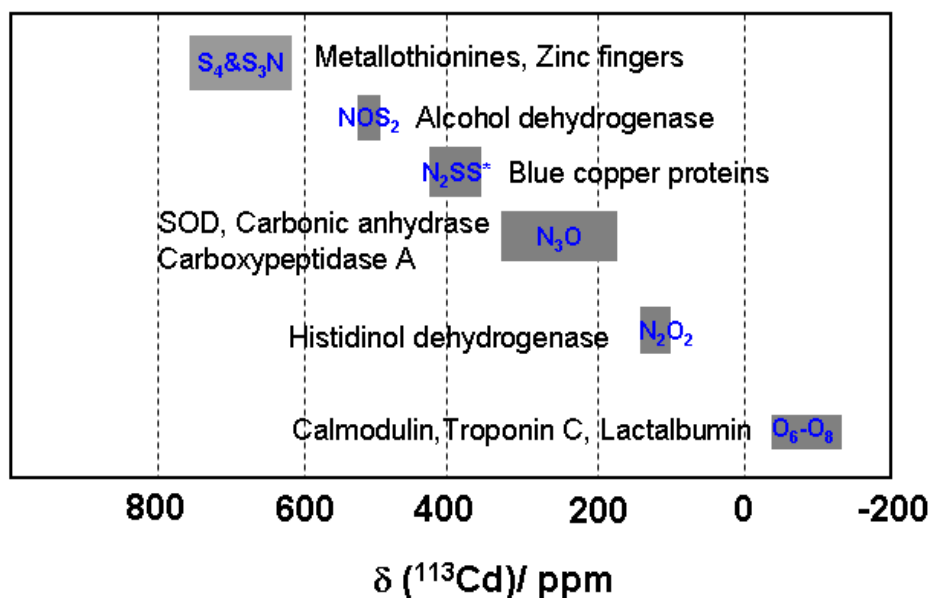 S₄&S₃N Metallothionines, Zinc fingers
NOS₂ Alcohol dehydrogenase
N₂SS* Blue copper proteins
SOD, Carbonic anhydrase
Carboxypeptidase A
N₃O
Histidinol dehydrogenase N₂O₂
Calmodulin,Troponin C, Lactalbumin O₆-O₈
800 600 400 200 0 -200
δ (¹¹³Cd)/ ppm